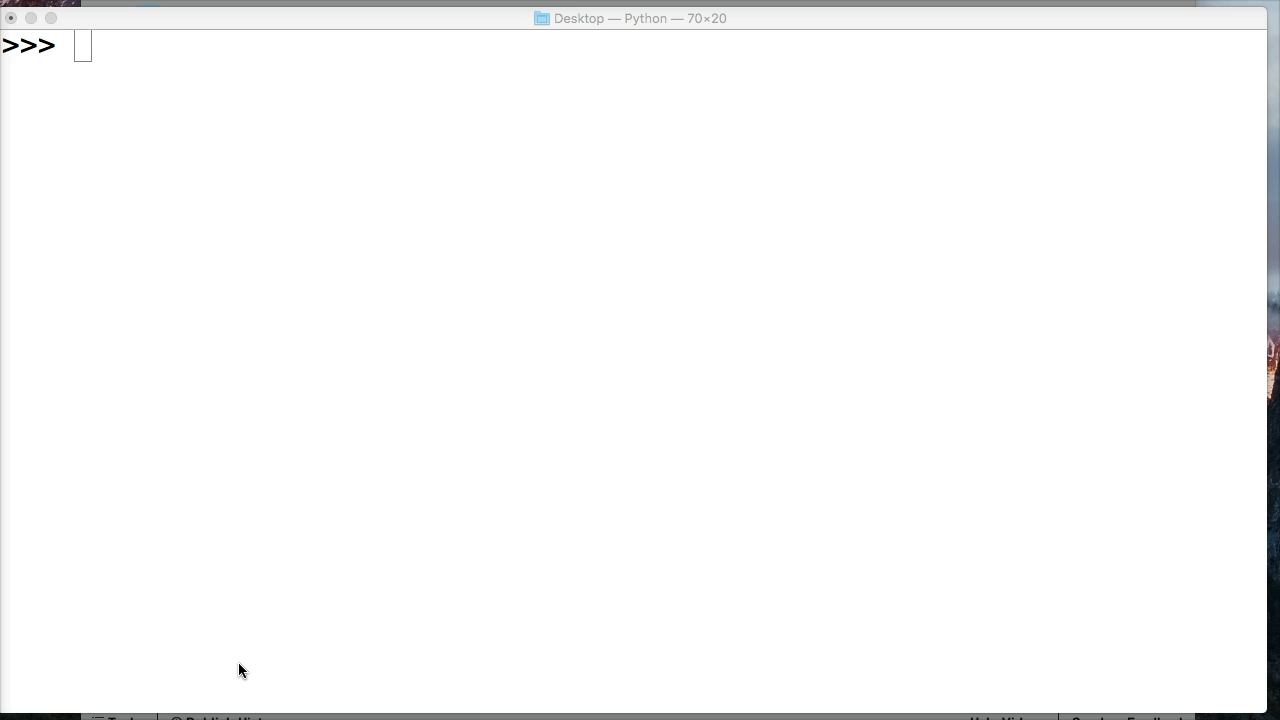 Desktop — Python — 70×20
>>>